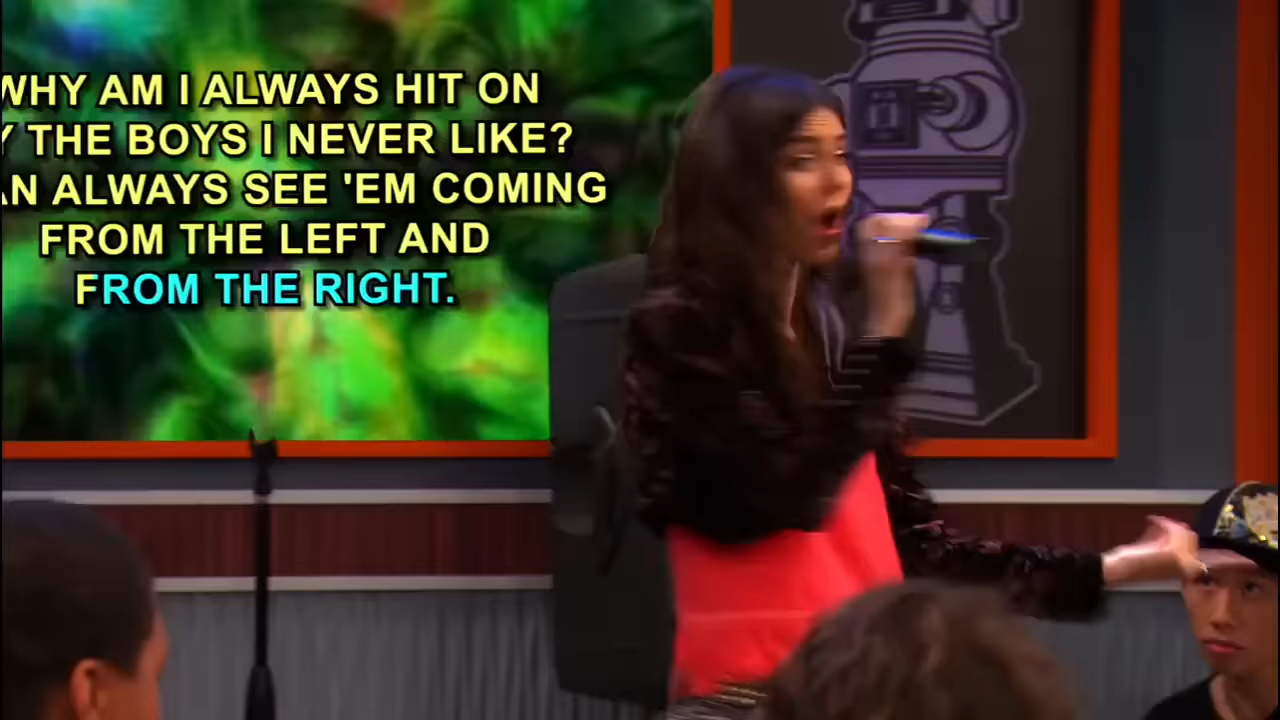 WHY AM I ALWAYS HIT ON
Y THE BOYS I NEVER LIKE?
AN ALWAYS SEE 'EM COMING
FROM THE LEFT AND
FROM THE RIGHT.